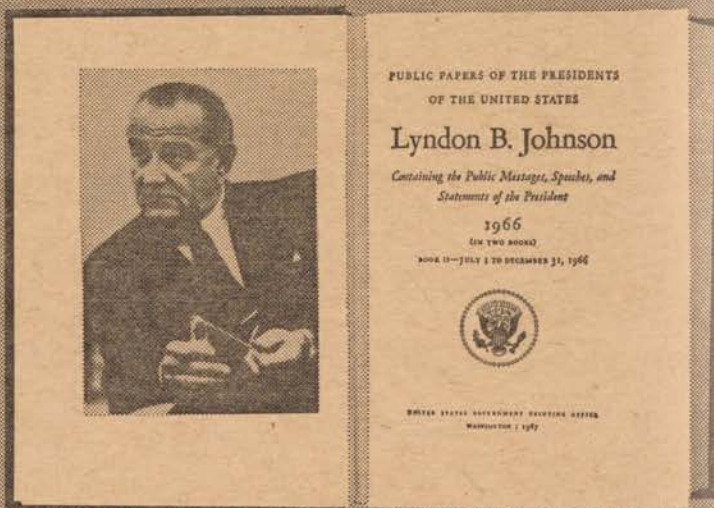 PUBLIC PAPERS OF THE PRESIDENTS
OF THE UNITED STATES
Lyndon B. Johnson
Containing the Public Messages, Speeches, and
Statements of the President
1966
(IN TWO BOOKS)
BOOK II—JULY 1 TO DECEMBER 31, 1966
UNITED STATES GOVERNMENT PRINTING OFFICE
WASHINGTON : 1967